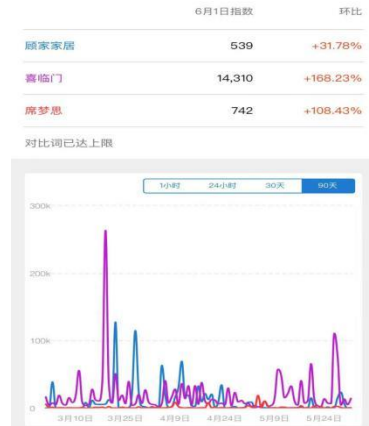 6月1日指数 环比
顾家家居 539 +31.78%
喜临门 14,310 +168.23%
席梦思 742 +108.43%
对比词已达上限
1小时 24小时 30天 90天
300k
200k
100k
0
3月10日 3月25日 4月9日 4月24日 5月9日 5月24日